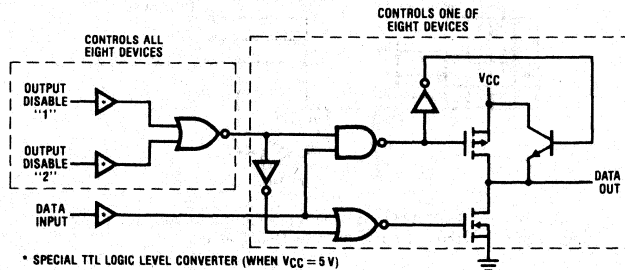 CONTROLS ALL
EIGHT DEVICES
CONTROLS ONE OF
EIGHT DEVICES
OUTPUT
DISABLE
"1"
OUTPUT
DISABLE
"2"
DATA
INPUT
VCC
DATA
OUT
* SPECIAL TTL LOGIC LEVEL CONVERTER (WHEN VCC = 5 V)